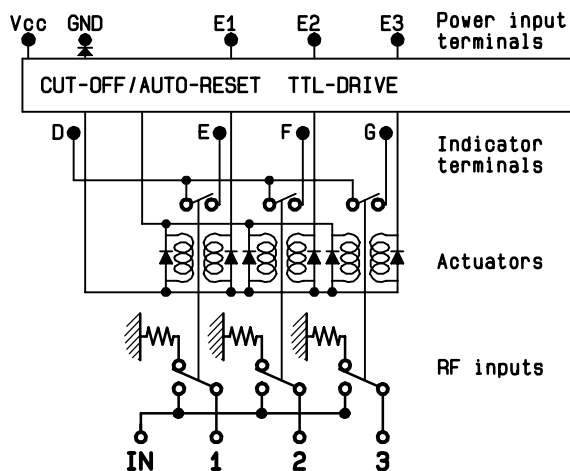 Vcc GND E1 E2 E3 Power input
terminals
CUT-OFF/AUTO-RESET TTL-DRIVE
D E F G Indicator
terminals
Actuators
RF inputs
IN 1 2 3